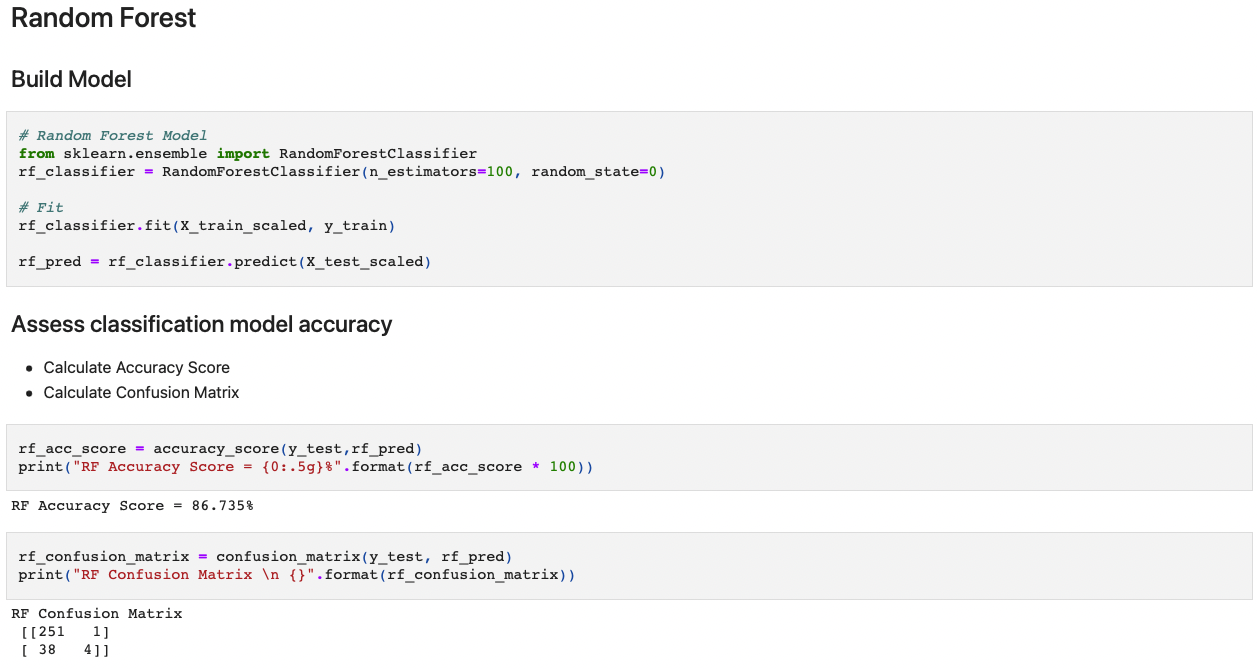 Random Forest
Build Model
# Random Forest Model
from sklearn.ensemble import RandomForestClassifier
rf_classifier = RandomForestClassifier(n_estimators=100, random_state=0)
# Fit
rf_classifier.fit(X_train_scaled, y_train)
rf_pred = rf_classifier.predict(X_test_scaled)
Assess classification model accuracy
• Calculate Accuracy Score
• Calculate Confusion Matrix
rf_acc_score = accuracy_score(y_test,rf_pred)
print("RF Accuracy Score = {0:.5g}%".format(rf_acc_score * 100))
RF Accuracy Score = 86.735%
rf_confusion_matrix = confusion_matrix(y_test, rf_pred)
print("RF Confusion Matrix \n {}".format(rf_confusion_matrix))
RF Confusion Matrix
[[251   1]
[ 38   4]]